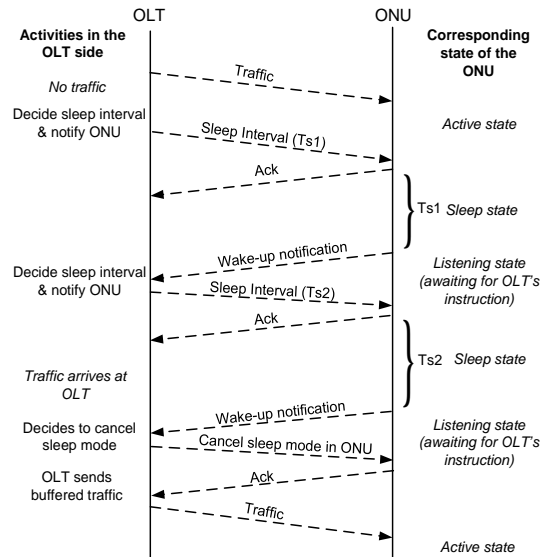 OLT
ONU
Activities in the
OLT side
Corresponding
state of the
ONU
Traffic
No traffic
Decide sleep interval
& notify ONU
Sleep Interval (Ts1)
Active state
Ack
Ts1
Sleep state
Wake-up notification
Decide sleep interval
& notify ONU
Sleep Interval (Ts2)
Listening state
(awaiting for OLT's
instruction)
Ack
Ts2
Sleep state
Traffic arrives at
OLT
Wake-up notification
Decides to cancel
sleep mode
Cancel sleep mode in ONU
Listening state
(awaiting for OLT's
instruction)
Ack
OLT sends
buffered traffic
Traffic
Active state